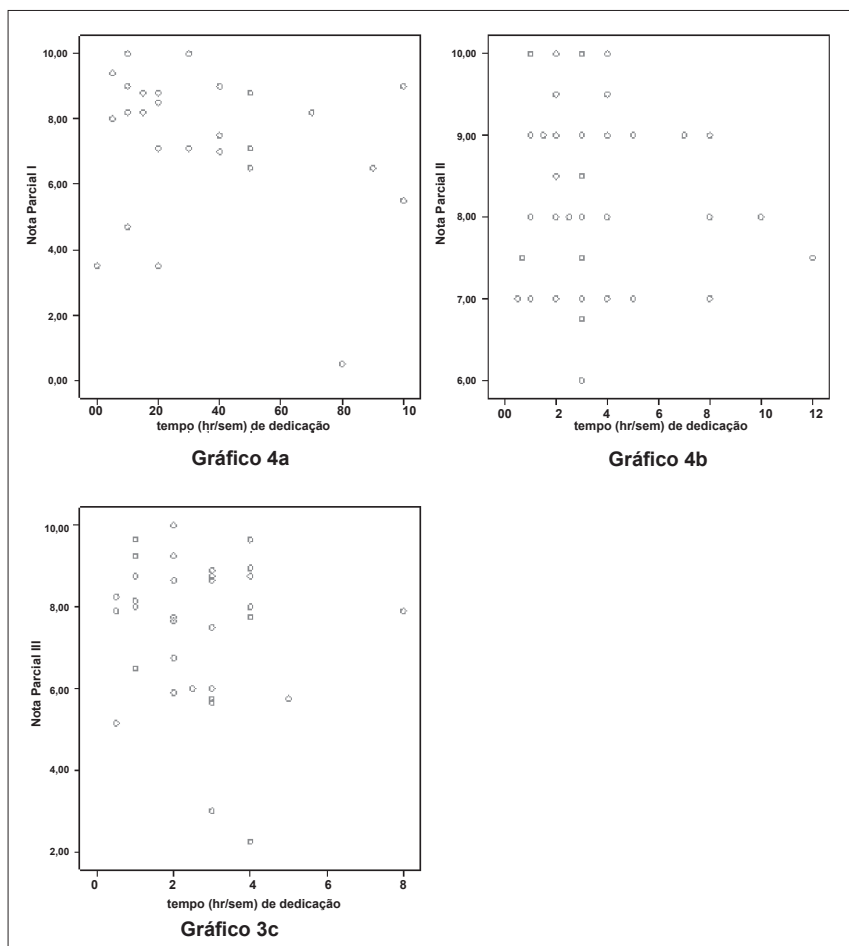 10,00
8,00
6,00
4,00
2,00
0,00
Nota Parcial I
00 20 40 60 80 10
tempo (hr/sem) de dedicação
Gráfico 4a
10,00
9,00
8,00
7,00
6,00
Nota Parcial II
00 2 4 6 8 10 12
tempo (hr/sem) de dedicação
Gráfico 4b
10,00
8,00
6,00
4,00
2,00
Nota Parcial III
0 2 4 6 8
tempo (hr/sem) de dedicação
Gráfico 3c